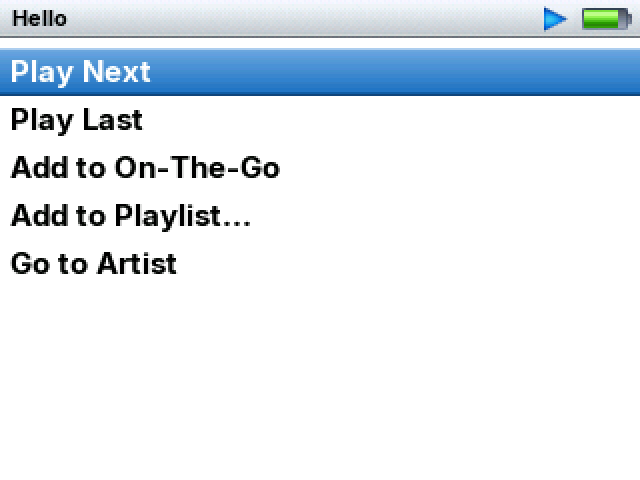 Hello
Play Next
Play Last
Add to On-The-Go
Add to Playlist...
Go to Artist